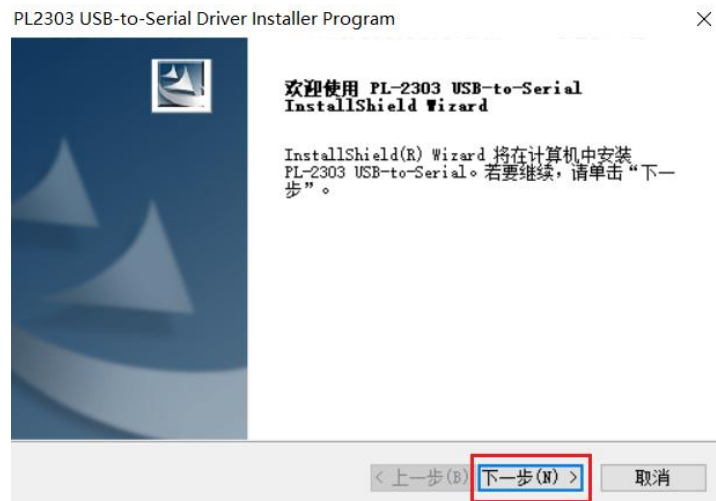 PL2303 USB-to-Serial Driver Installer Program
欢迎使用 PL-2303 USB-to-Serial
InstallShield Wizard
InstallShield(R) Wizard 将在计算机中安装
PL-2303 USB-to-Serial。若要继续，请单击“下一
步”。
< 上一步(B)
下一步(N) >
取消